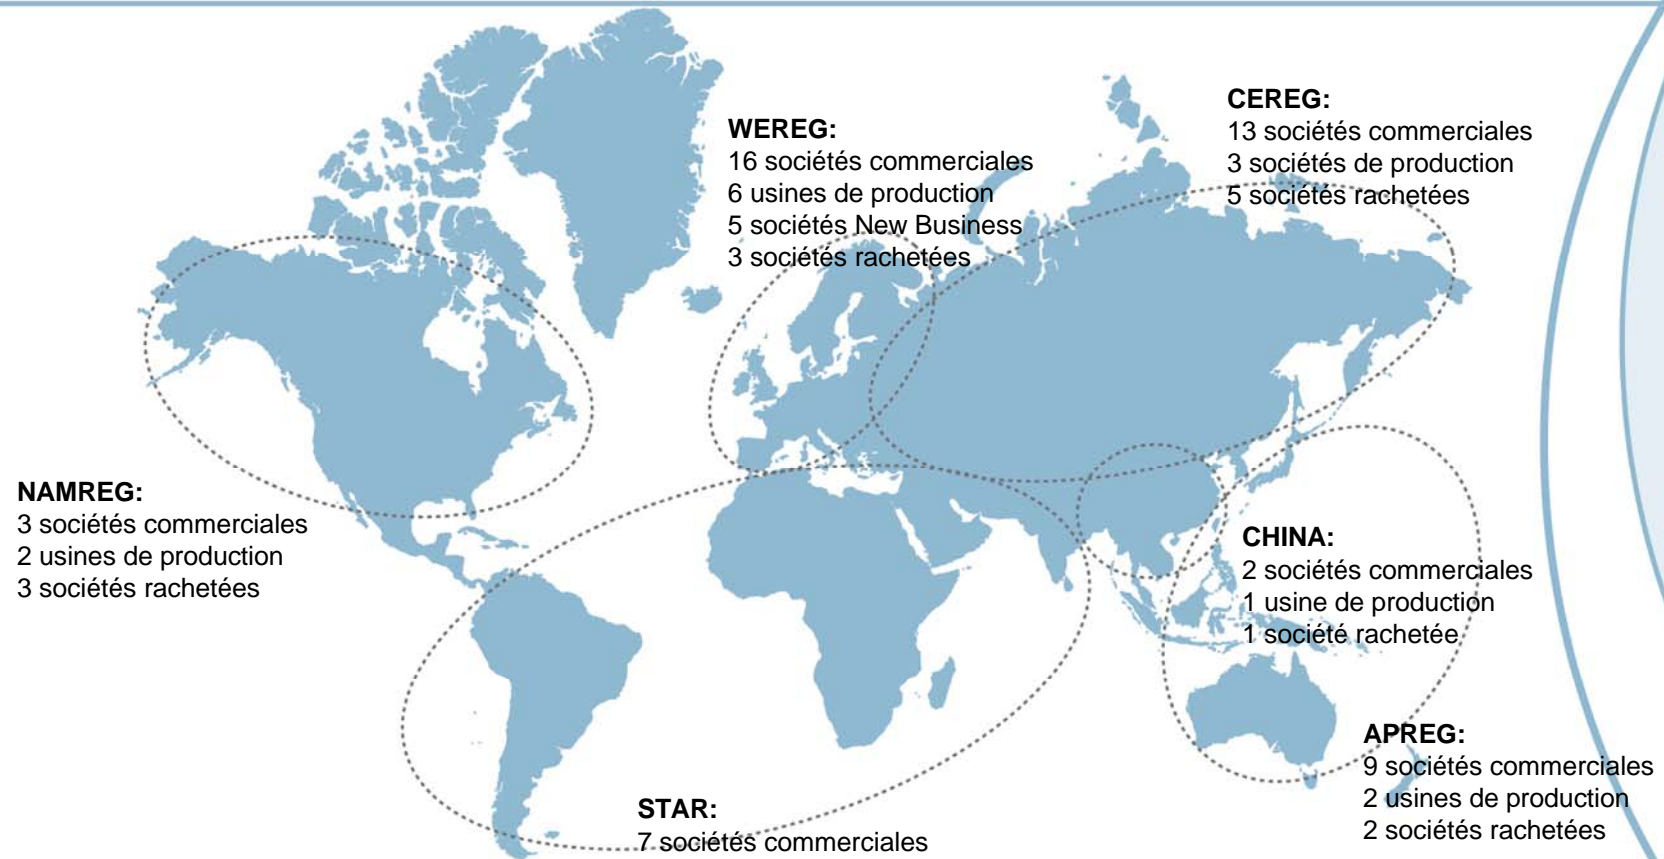 WEREG:
16 sociétés commerciales
6 usines de production
5 sociétés New Business
3 sociétés rachetées
CEREG:
13 sociétés commerciales
3 sociétés de production
5 sociétés rachetées
NAMREG:
3 sociétés commerciales
2 usines de production
3 sociétés rachetées
CHINA:
2 sociétés commerciales
1 usine de production
1 société rachetée
APREG:
9 sociétés commerciales
2 usines de production
2 sociétés rachetées
STAR:
7 sociétés commerciales